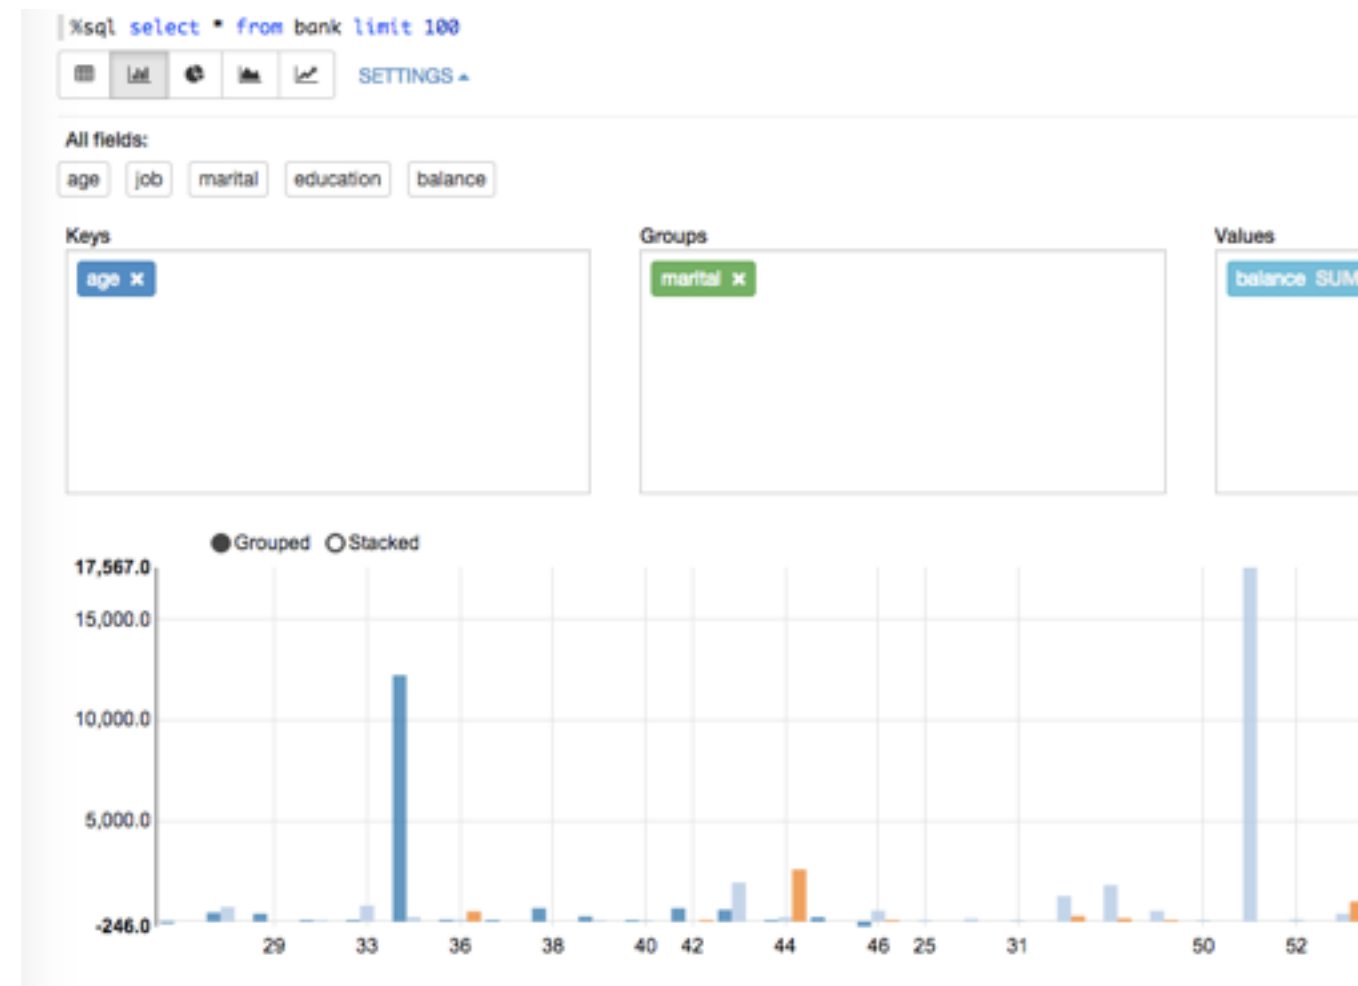 %sql select * from bank limit 100
SETTINGS
All fields:
age job marital education balance
Keys Groups Values
age × marital × balance SUM
Grouped Stacked
17,567.0
15,000.0
10,000.0
5,000.0
-246.0
29 33 36 38 40 42 44 46 25 31 50 52